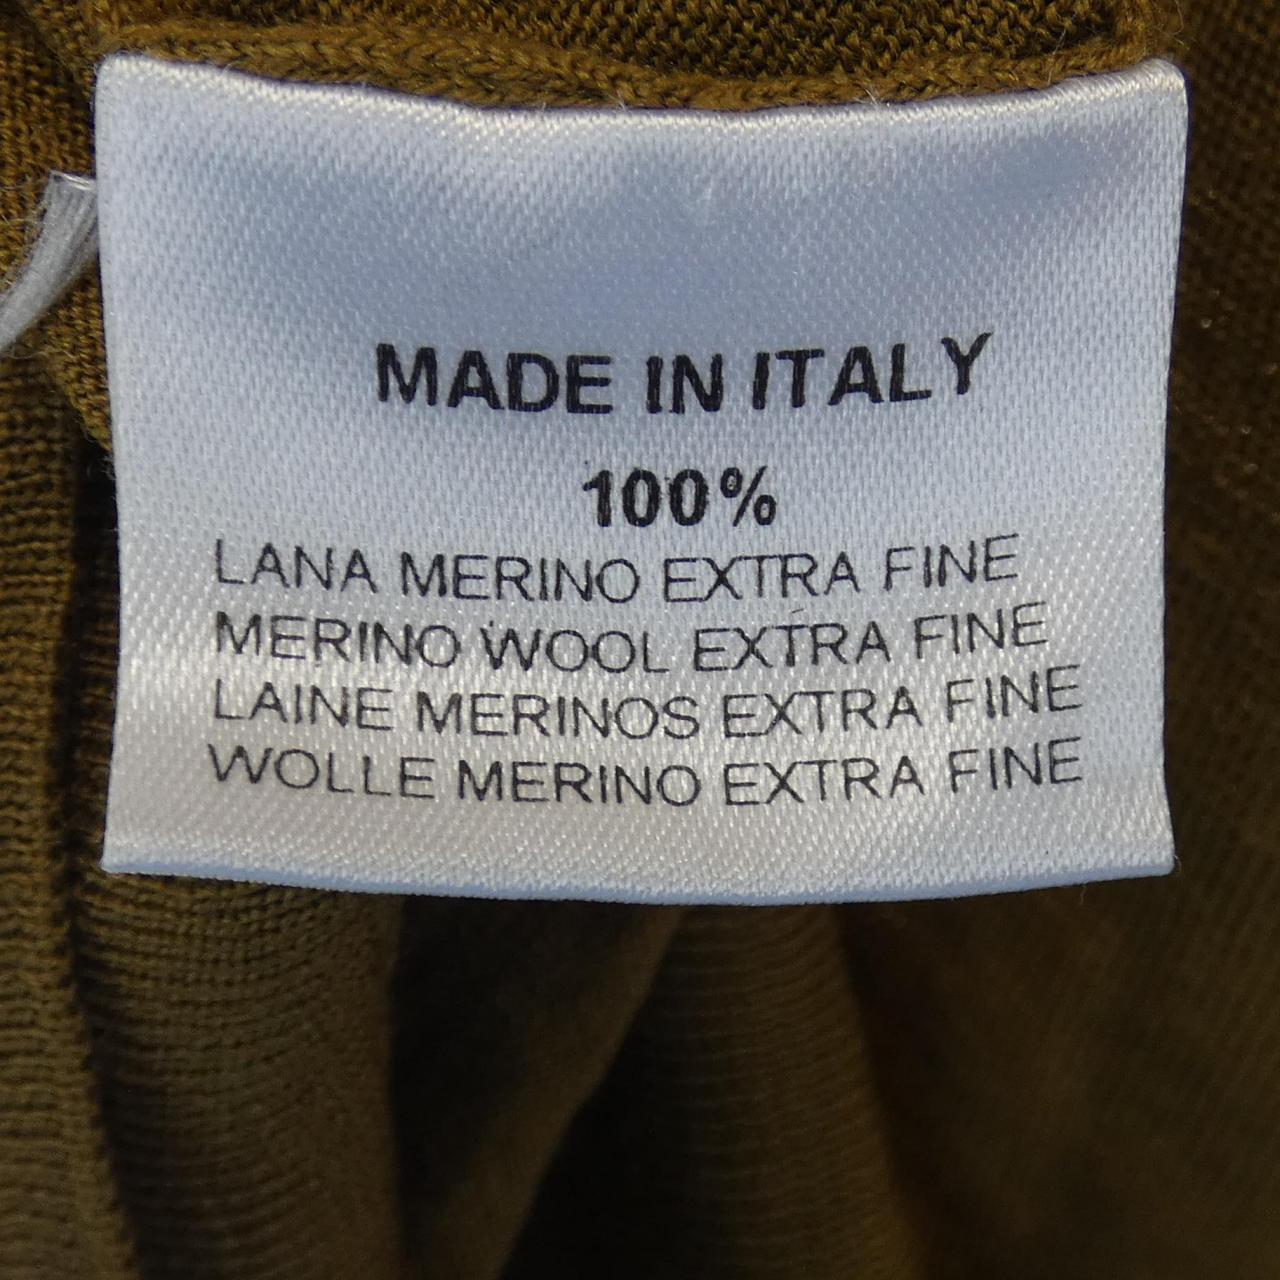 MADE IN ITALY
100%
LANA MERINO EXTRA FINE
MERINO WOOL EXTRA FINE
LAINE MERINOS EXTRA FINE
WOLLE MERINO EXTRA FINE